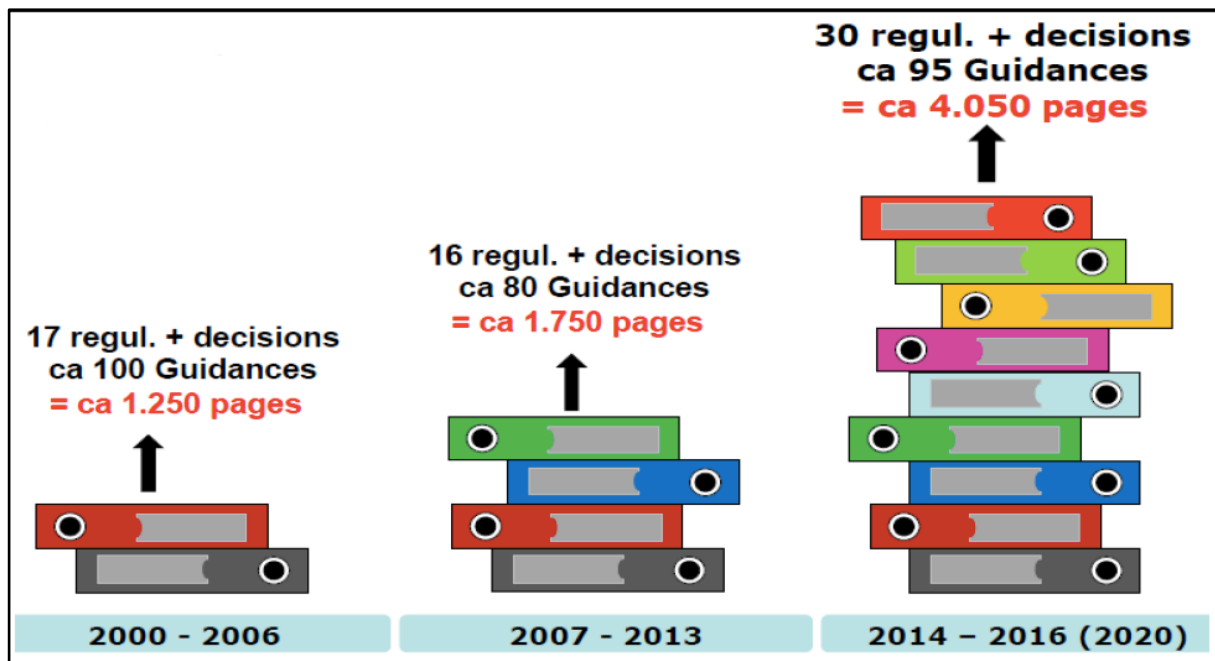 17 regul. + decisions
ca 100 Guidances
= ca 1.250 pages
2000 - 2006
16 regul. + decisions
ca 80 Guidances
= ca 1.750 pages
2007 - 2013
30 regul. + decisions
ca 95 Guidances
= ca 4.050 pages
2014 – 2016 (2020)